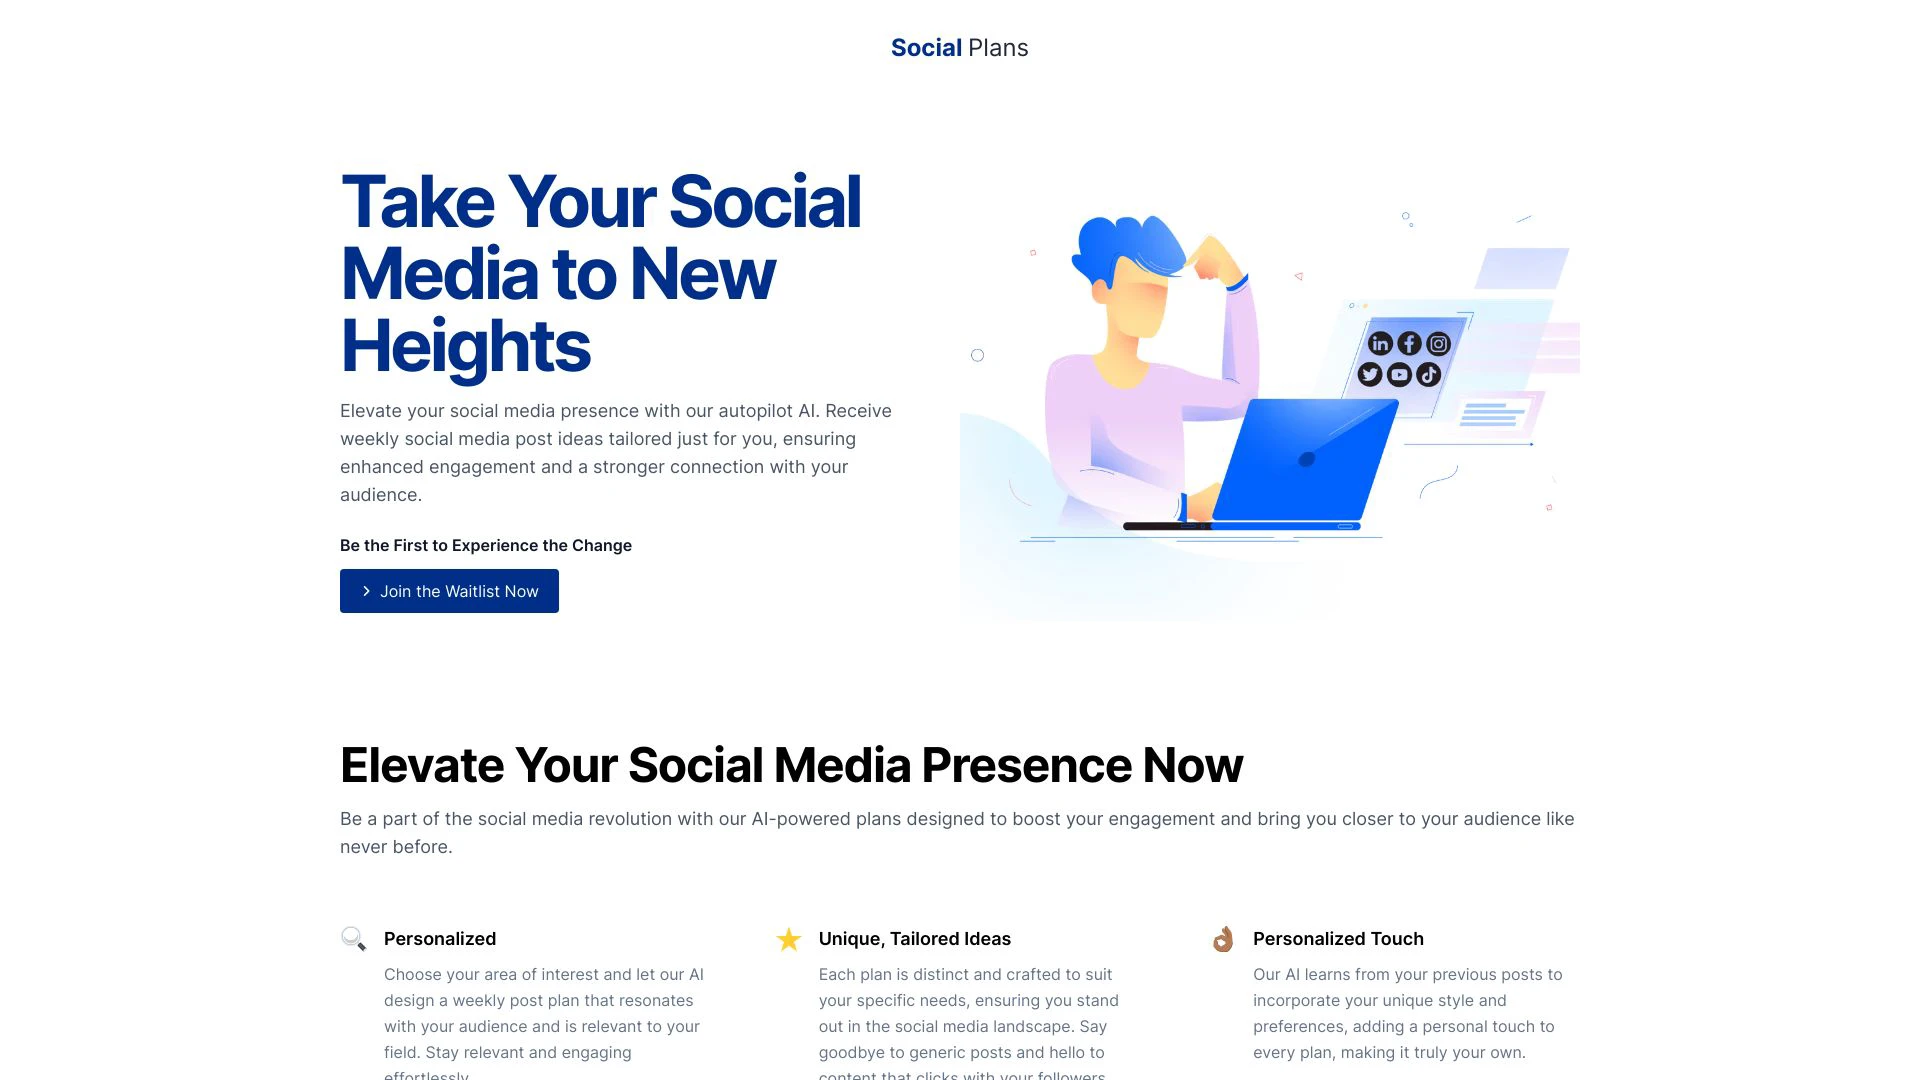 Social Plans
Take Your Social
Media to New
Heights
Elevate your social media presence with our autopilot AI. Receive
weekly social media post ideas tailored just for you, ensuring
enhanced engagement and a stronger connection with your
audience.
Be the First to Experience the Change
Join the Waitlist Now
Elevate Your Social Media Presence Now
Be a part of the social media revolution with our AI-powered plans designed to boost your engagement and bring you closer to your audience like
never before.
Personalized
Choose your area of interest and let our AI
design a weekly post plan that resonates
with your audience and is relevant to your
field. Stay relevant and engaging
effortlessly.
Unique, Tailored Ideas
Each plan is distinct and crafted to suit
your specific needs, ensuring you stand
out in the social media landscape. Say
goodbye to generic posts and hello to
content that clicks with your followers.
Personalized Touch
Our AI learns from your previous posts to
incorporate your unique style and
preferences, adding a personal touch to
every plan, making it truly your own.